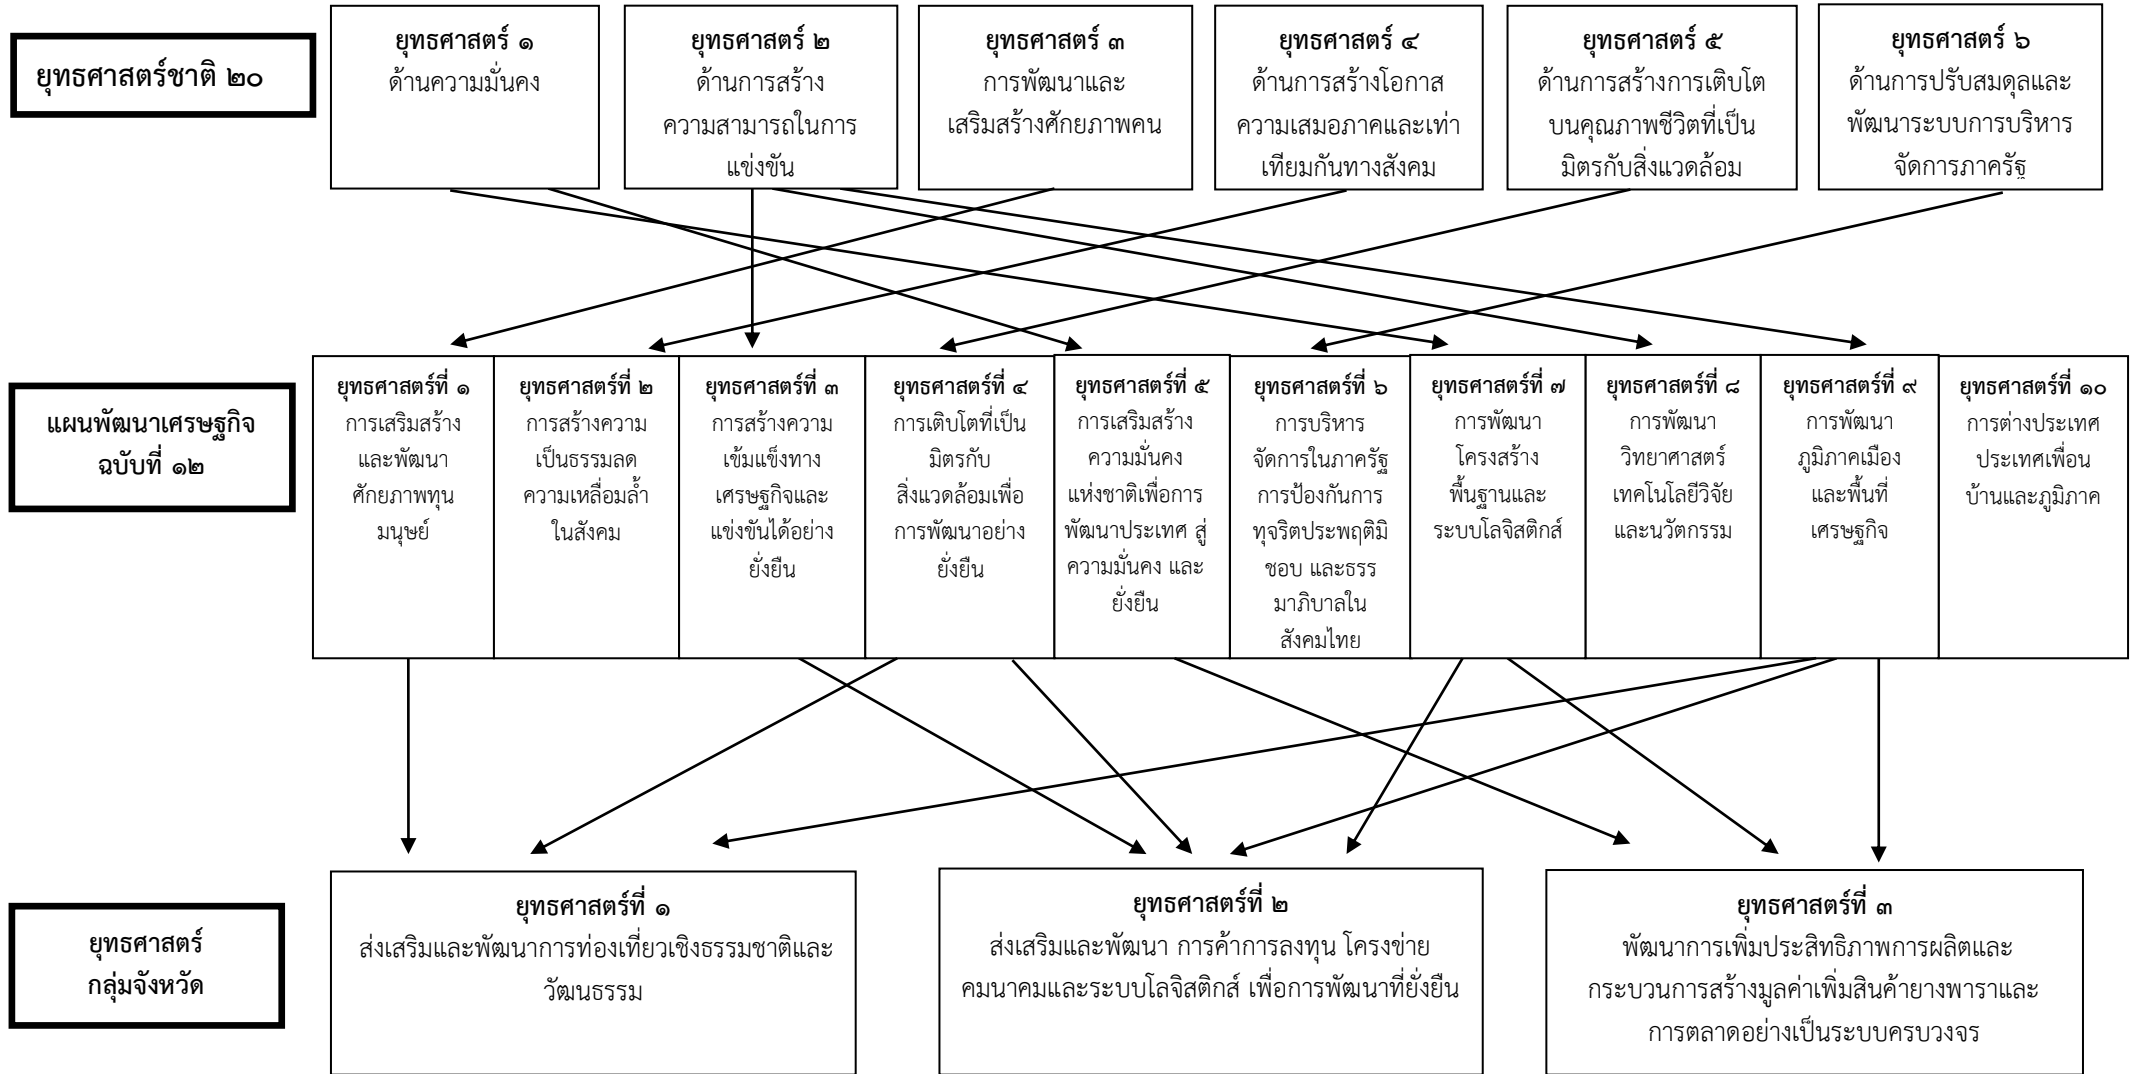 ยุทธศาสตร์ชาติ ๒๐
ยุทธศาสตร์ ๑
ด้านความมั่นคง
ยุทธศาสตร์ ๒
ด้านการสร้าง
ความสามารถในการ
แข่งขัน
ยุทธศาสตร์ ๓
การพัฒนาและ
เสริมสร้างศักยภาพคน
ยุทธศาสตร์ ๔
ด้านการสร้างโอกาส
ความเสมอภาคและเท่า
เทียมกันทางสังคม
ยุทธศาสตร์ ๕
ด้านการสร้างการเติบโต
บนคุณภาพชีวิตที่เป็น
มิตรกับสิ่งแวดล้อม
ยุทธศาสตร์ ๖
ด้านการปรับสมดุลและ
พัฒนาระบบการบริหาร
จัดการภาครัฐ
แผนพัฒนาเศรษฐกิจ
ฉบับที่ ๑๒
ยุทธศาสตร์ที่ ๑
การเสริมสร้าง
และพัฒนา
ศักยภาพทุน
มนุษย์
ยุทธศาสตร์ที่ ๒
การสร้างความ
เป็นธรรมลด
ความเหลื่อมล้ำ
ในสังคม
ยุทธศาสตร์ที่ ๓
การสร้างความ
เข้มแข็งทาง
เศรษฐกิจและ
แข่งขันได้อย่าง
ยั่งยืน
ยุทธศาสตร์ที่ ๔
การเติบโตที่เป็น
มิตรกับ
สิ่งแวดล้อมเพื่อ
การพัฒนาอย่าง
ยั่งยืน
ยุทธศาสตร์ที่ ๕
การเสริมสร้าง
ความมั่นคง
แห่งชาติเพื่อการ
พัฒนาประเทศ สู่
ความมั่นคง และ
ยั่งยืน
ยุทธศาสตร์ที่ ๖
การบริหาร
จัดการในภาครัฐ
การป้องกันการ
ทุจริตประพฤติมิ
ชอบ และธรร
มาภิบาลใน
สังคมไทย
ยุทธศาสตร์ที่ ๗
การพัฒนา
โครงสร้าง
พื้นฐานและ
ระบบโลจิสติกส์
ยุทธศาสตร์ที่ ๘
การพัฒนา
วิทยาศาสตร์
เทคโนโลยีวิจัย
และนวัตกรรม
ยุทธศาสตร์ที่ ๙
การพัฒนา
ภูมิภาคเมือง
และพื้นที่
เศรษฐกิจ
ยุทธศาสตร์ที่ ๑๐
การต่างประเทศ
ประเทศเพื่อน
บ้านและภูมิภาค
ยุทธศาสตร์
กลุ่มจังหวัด
ยุทธศาสตร์ที่ ๑
ส่งเสริมและพัฒนาการท่องเที่ยวเชิงธรรมชาติและ
วัฒนธรรม
ยุทธศาสตร์ที่ ๒
ส่งเสริมและพัฒนา การค้าการลงทุน โครงข่าย
คมนาคมและระบบโลจิสติกส์ เพื่อการพัฒนาที่ยั่งยืน
ยุทธศาสตร์ที่ ๓
พัฒนาการเพิ่มประสิทธิภาพการผลิตและ
กระบวนการสร้างมูลค่าเพิ่มสินค้ายางพาราและ
การตลาดอย่างเป็นระบบครบวงจร